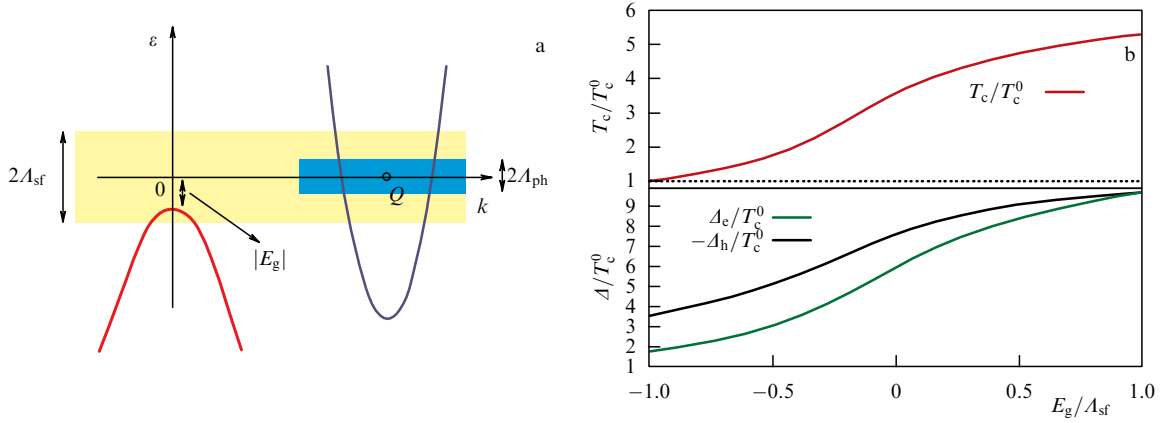 ε
a
2Λsf
0
Q
k
2Λph
|Eg|
b
6
5
4
3
2
1
Tc/Tc0
Tc/Tc0
9
8
7
6
5
4
3
2
1
Δ/Tc0
Δe/Tc0
−Δh/Tc0
−1.0 −0.5 0 0.5 1.0
Eg/Λsf